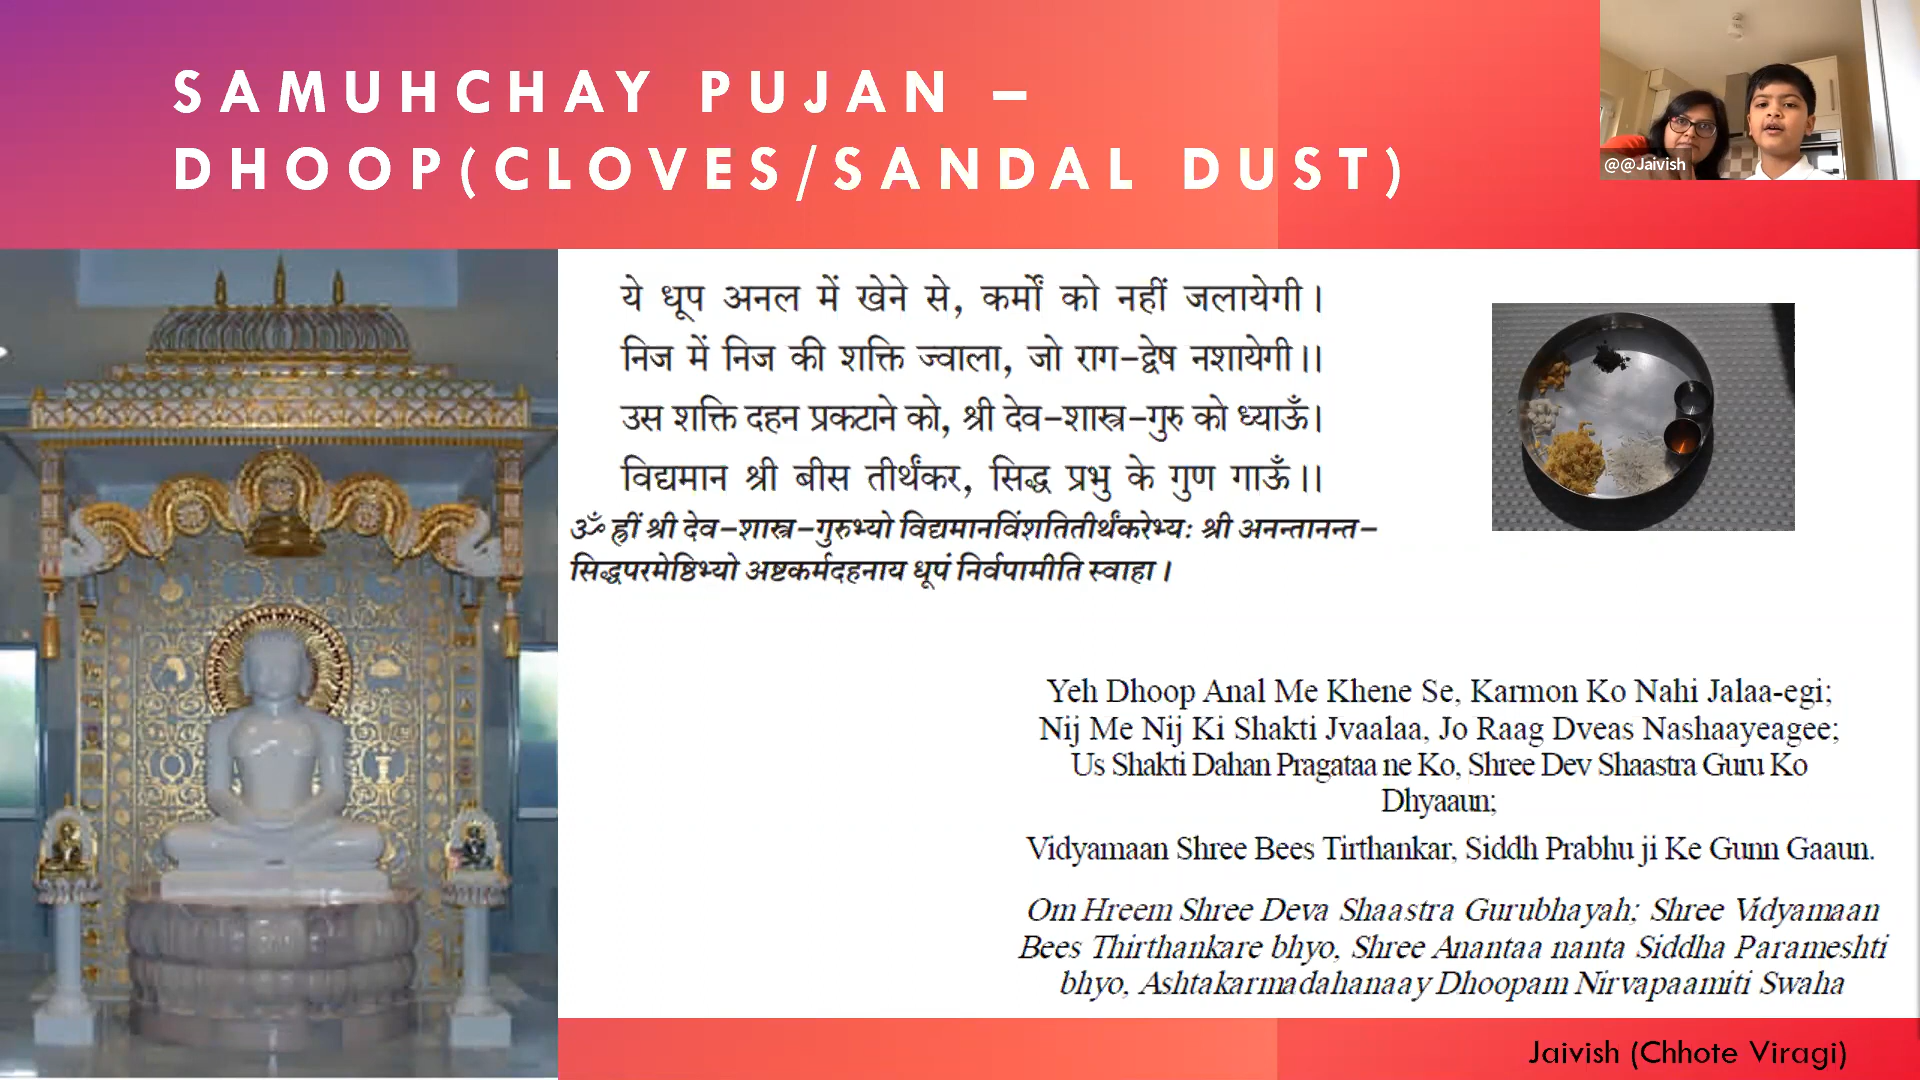 SAMUHCHAY PUJAN –
DHOOP(CLOVES/SANDAL DUST)
@@Jaivish
ये धूप अनल में खेने से, कर्मों को नहीं जलायेगी।
निज में निज की शक्ति ज्वाला, जो राग-द्वेष नशायेगी।।
उस शक्ति दहन प्रकटाने को, श्री देव-शास्त्र-गुरु को ध्याऊँ।
विद्यमान श्री बीस तीर्थंकर, सिद्ध प्रभु के गुण गाऊँ।।
ॐ ह्रीं श्री देव-शास्त्र-गुरुभ्यो विद्यमानविंशतितीर्थंकरेभ्यः श्री अनन्तानन्त-
सिद्धपरमेष्ठिभ्यो अष्टकर्मदहनाय धूपं निर्वपामीति स्वाहा।
Yeh Dhoop Anal Me Khene Se, Karmon Ko Nahi Jalaa-egi;
Nij Me Nij Ki Shakti Jvaalaa, Jo Raag Dveas Nashaayeagee;
Us Shakti Dahan Pragataa ne Ko, Shree Dev Shaastra Guru Ko
Dhyaaun;
Vidyamaan Shree Bees Tirthankar, Siddh Prabhu ji Ke Gunn Gaaun.
Om Hreem Shree Deva Shaastra Gurubhayah; Shree Vidyamaan
Bees Thirthankare bhyo, Shree Anantaa nanta Siddha Parameshti
bhyo, Ashtakarmadahanaay Dhoopam Nirvapaamiti Swaha
Jaivish (Chhote Viragi)